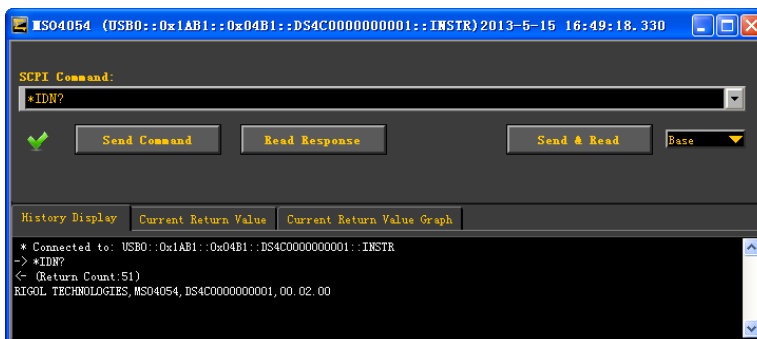 MSO4054 (USB0::0x1AB1::0x04B1::DS4C0000000001::INSTR)2013-5-15 16:49:18.330
SCPI Command:
*IDN?
Send Command
Read Response
Send & Read
Base
History Display
Current Return Value
Current Return Value Graph
* Connected to: USB0::0x1AB1::0x04B1::DS4C0000000001::INSTR
-> *IDN?
<- (Return Count:51)
RIGOL TECHNOLOGIES,MSO4054,DS4C0000000001,00.02.00